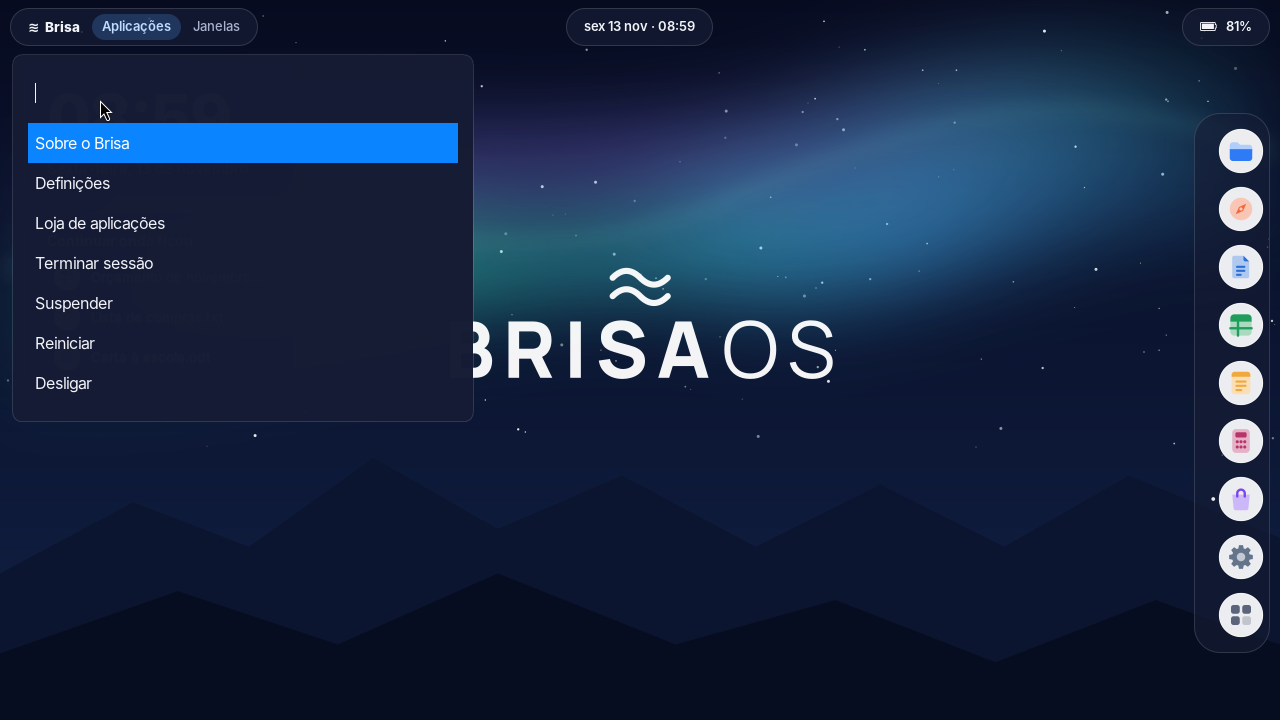 ≋ Brisa Aplicações Janelas
sex 13 nov · 08:59
81%
Sobre o Brisa
Definições
Loja de aplicações
Terminar sessão
Suspender
Reiniciar
Desligar
BRISAOS